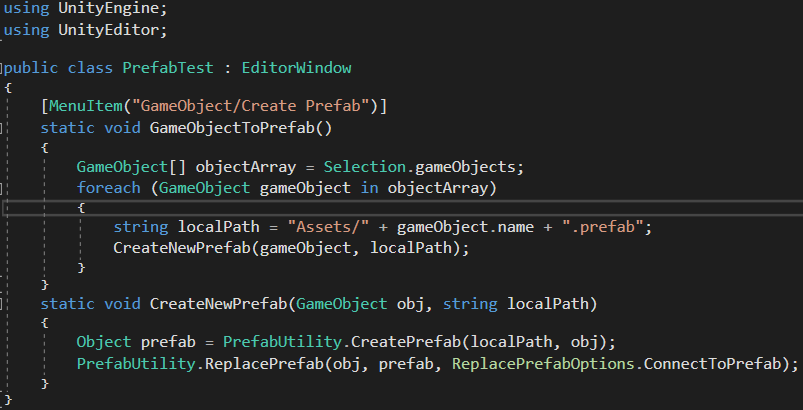 using UnityEngine;
using UnityEditor;
public class PrefabTest : EditorWindow
{
[MenuItem("GameObject/Create Prefab")]
static void GameObjectToPrefab()
{
GameObject[] objectArray = Selection.gameObjects;
foreach (GameObject gameObject in objectArray)
{
string localPath = "Assets/" + gameObject.name + ".prefab";
CreateNewPrefab(gameObject, localPath);
}
}
static void CreateNewPrefab(GameObject obj, string localPath)
{
Object prefab = PrefabUtility.CreatePrefab(localPath, obj);
PrefabUtility.ReplacePrefab(obj, prefab, ReplacePrefabOptions.ConnectToPrefab);
}
}